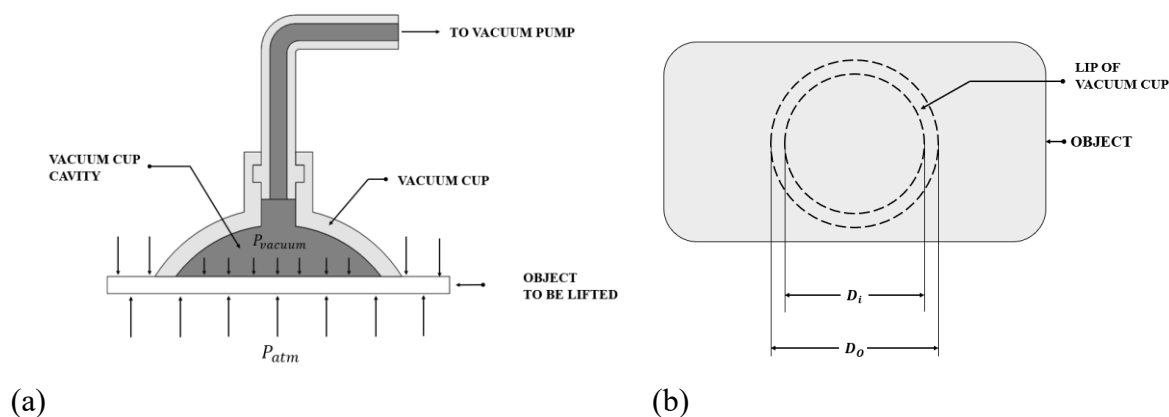 TO VACUUM PUMP
VACUUM CUP
CAVITY
VACUUM CUP
P_vacuum
OBJECT
TO BE LIFTED
P_atm
(a)
LIP OF
VACUUM CUP
OBJECT
D_i
D_O
(b)